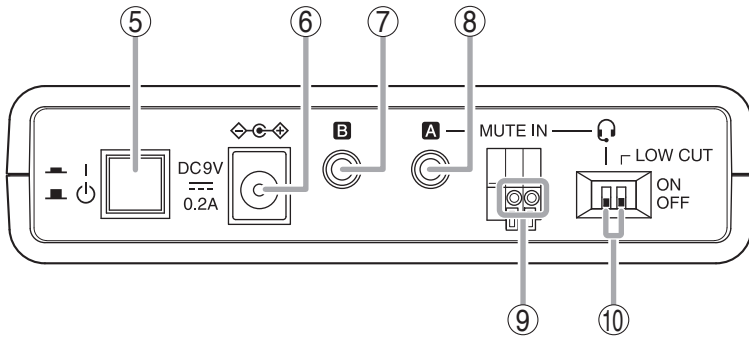 ⑤ ⑥ ⑦ ⑧
B A MUTE IN
LOW CUT
DC9V
0.2A
ON
OFF
⑨ ⑩